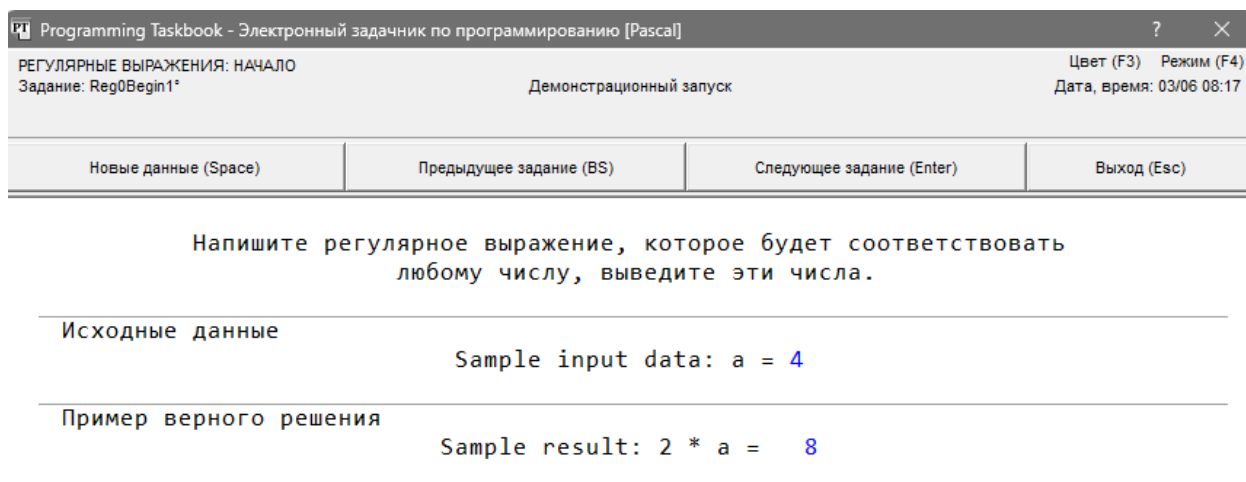 Programming Taskbook - Электронный задачник по программированию [Pascal] ? ×
РЕГУЛЯРНЫЕ ВЫРАЖЕНИЯ: НАЧАЛО Цвет (F3) Режим (F4)
Задание: Reg0Begin1° Демонстрационный запуск Дата, время: 03/06 08:17
Новые данные (Space) Предыдущее задание (BS) Следующее задание (Enter) Выход (Esc)
Напишите регулярное выражение, которое будет соответствовать
любому числу, выведите эти числа.
Исходные данные
Sample input data: a = 4
Пример верного решения
Sample result: 2 * a = 8